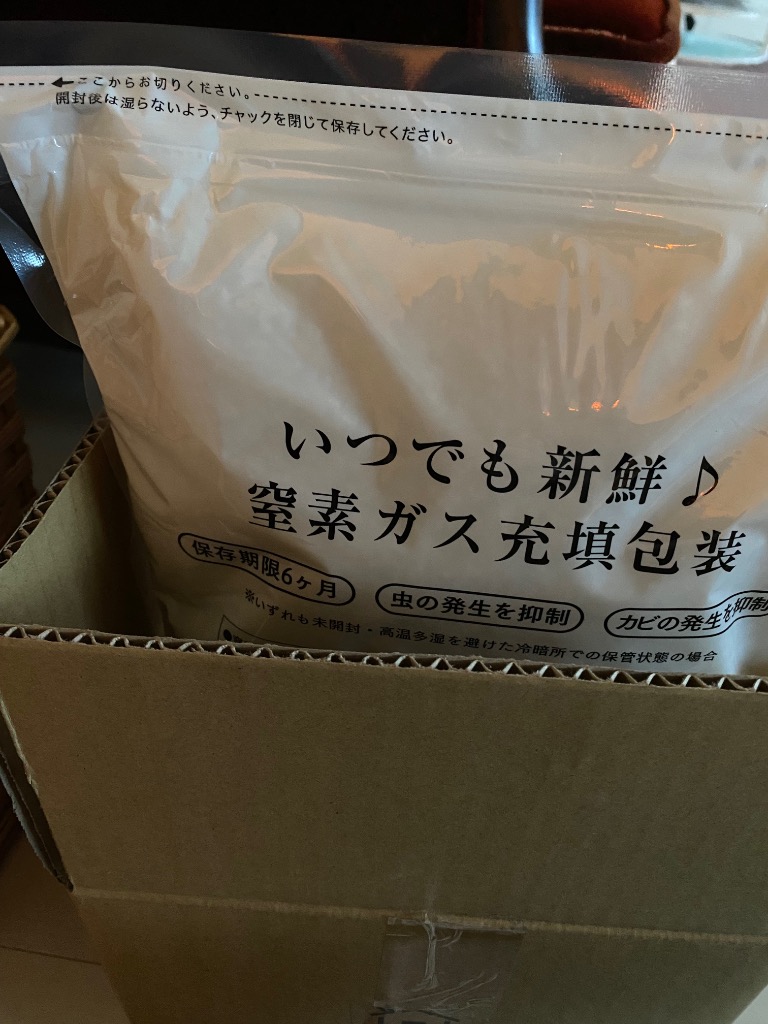 ここからお切りください。
開封後は湿らないよう、チャックを閉じて保存してください。
いつでも新鮮♪
窒素ガス充填包装
保存期限6ヶ月
虫の発生を抑制
カビの発生を抑制
※いずれも未開封・高温多湿を避けた冷暗所での保管状態の場合